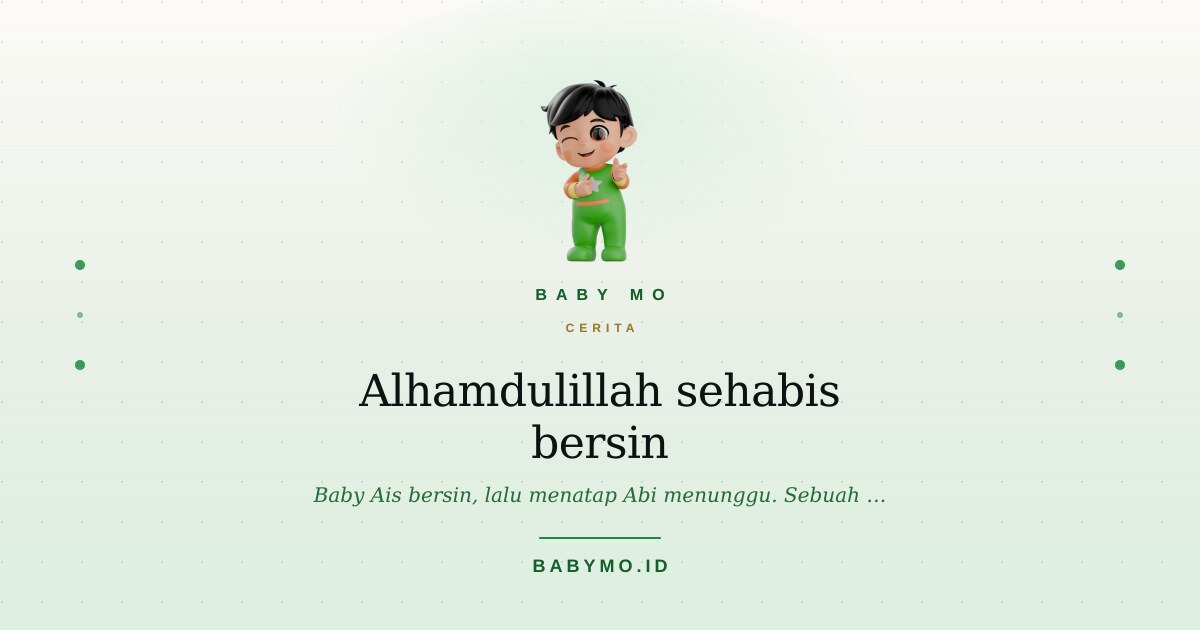 BABY MO
CERITA
Alhamdulillah sehabis
bersin
Baby Ais bersin, lalu menatap Abi menunggu. Sebuah …
BABYMO.ID